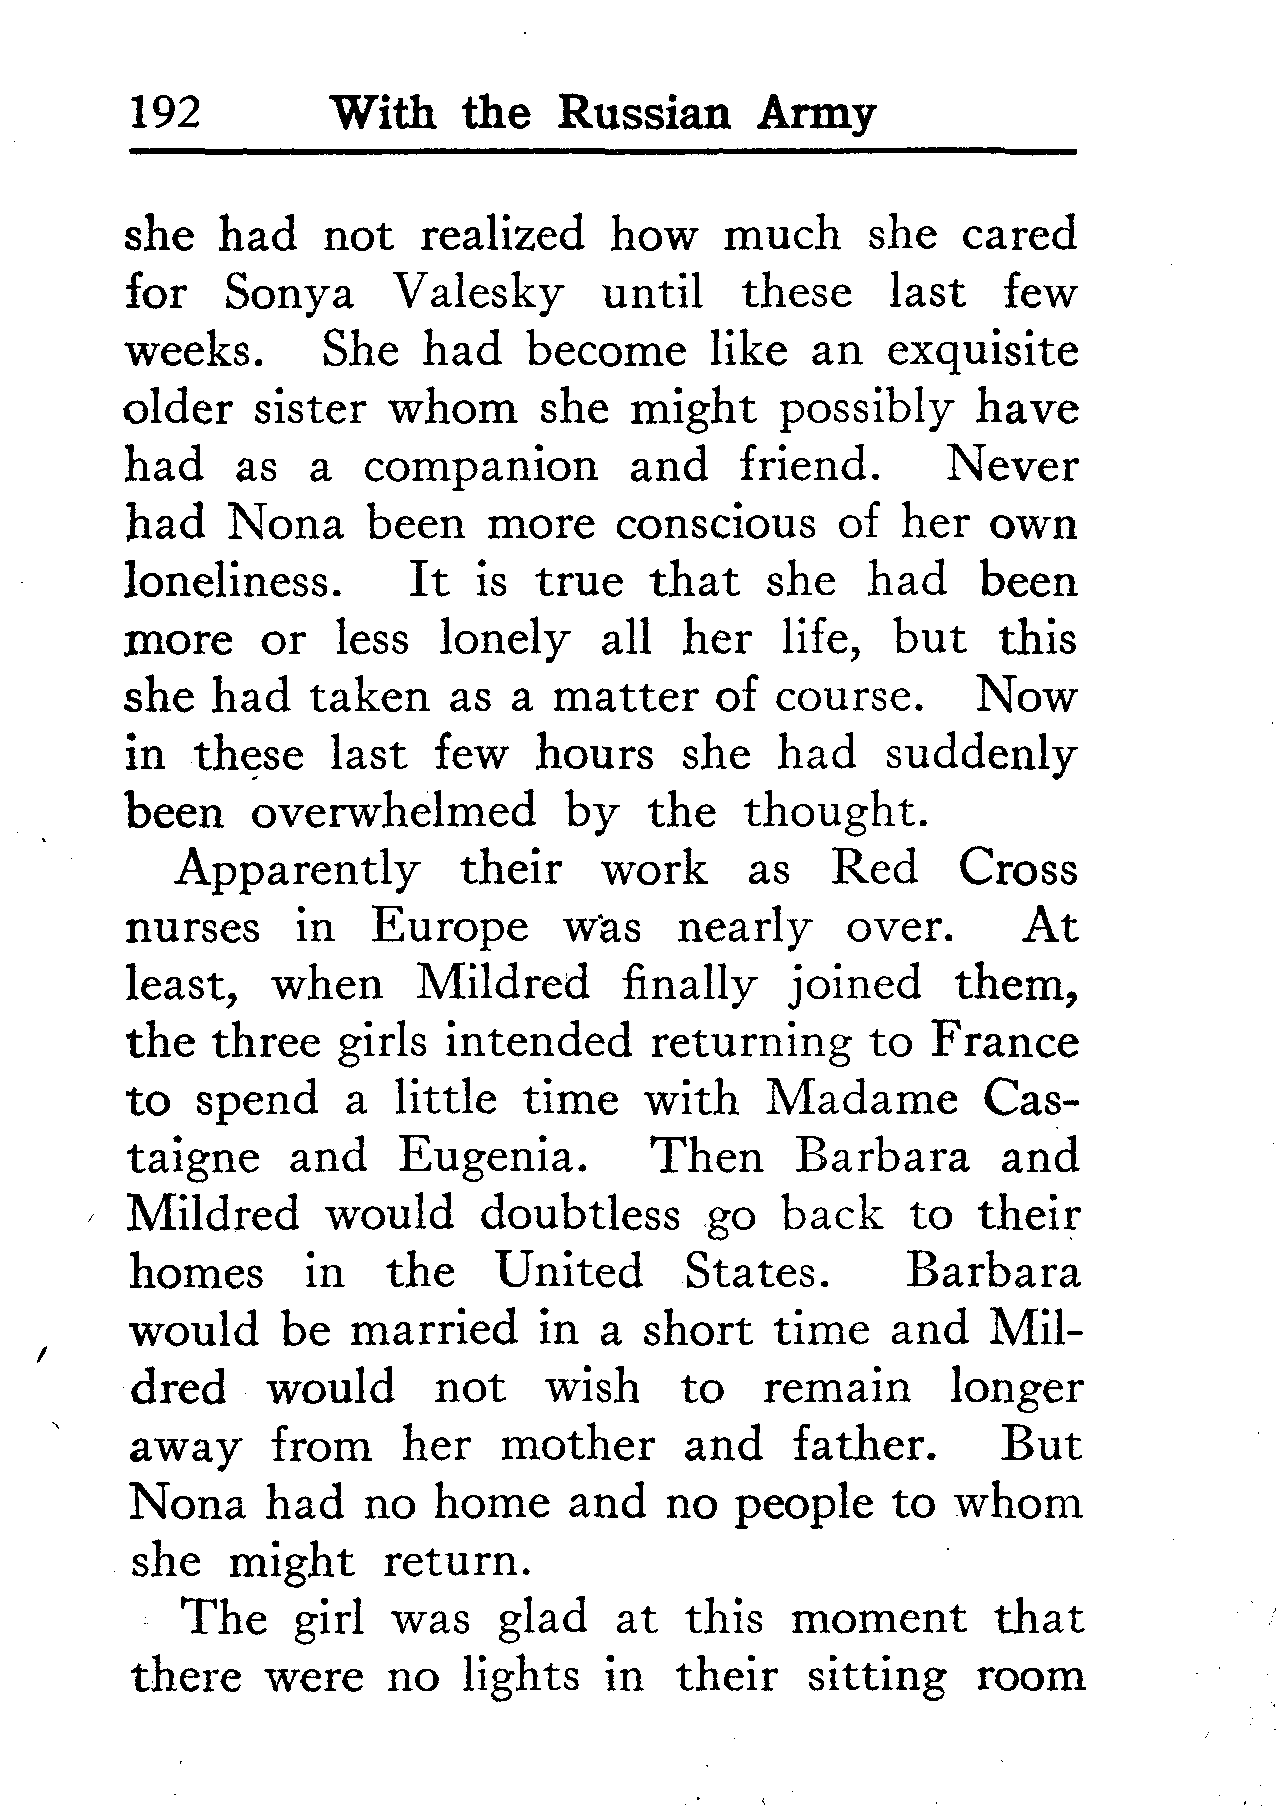 192 With the Russian Army
she had not realized how much she cared
for Sonya Valesky until these last few
weeks. She had become like an exquisite
older sister whom she might possibly have
had as a companion and friend. Never
had Nona been more conscious of her own
loneliness. It is true that she had been
more or less lonely all her life, but this
she had taken as a matter of course. Now
in these last few hours she had suddenly
been overwhelmed by the thought.
Apparently their work as Red Cross
nurses in Europe was nearly over. At
least, when Mildred finally joined them,
the three girls intended returning to France
to spend a little time with Madame Cas-
taigne and Eugenia. Then Barbara and
Mildred would doubtless go back to their
homes in the United States. Barbara
would be married in a short time and Mil-
dred would not wish to remain longer
away from her mother and father. But
Nona had no home and no people to whom
she might return.
The girl was glad at this moment that
there were no lights in their sitting room